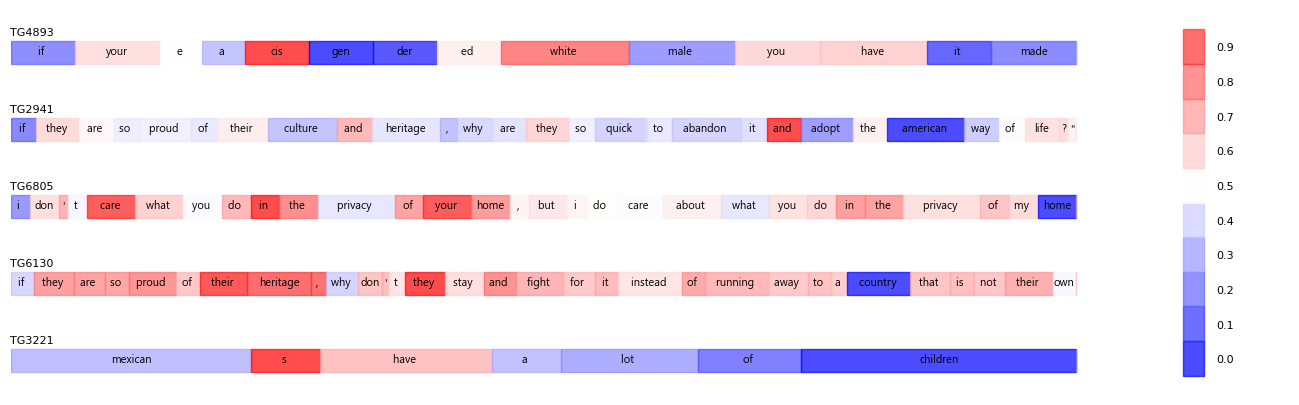 TG4893
if your e a cis gen der ed white male you have it made
TG2941
if they are so proud of their culture and heritage , why are they so quick to abandon it and adopt the american way of life ? "
TG6805
i don ' t care what you do in the privacy of your home , but i do care about what you do in the privacy of my home
TG6130
if they are so proud of their heritage , why don ' t they stay and fight for it instead of running away to a country that is not their own
TG3221
mexican s have a lot of children
0.9
0.8
0.7
0.6
0.5
0.4
0.3
0.2
0.1
0.0